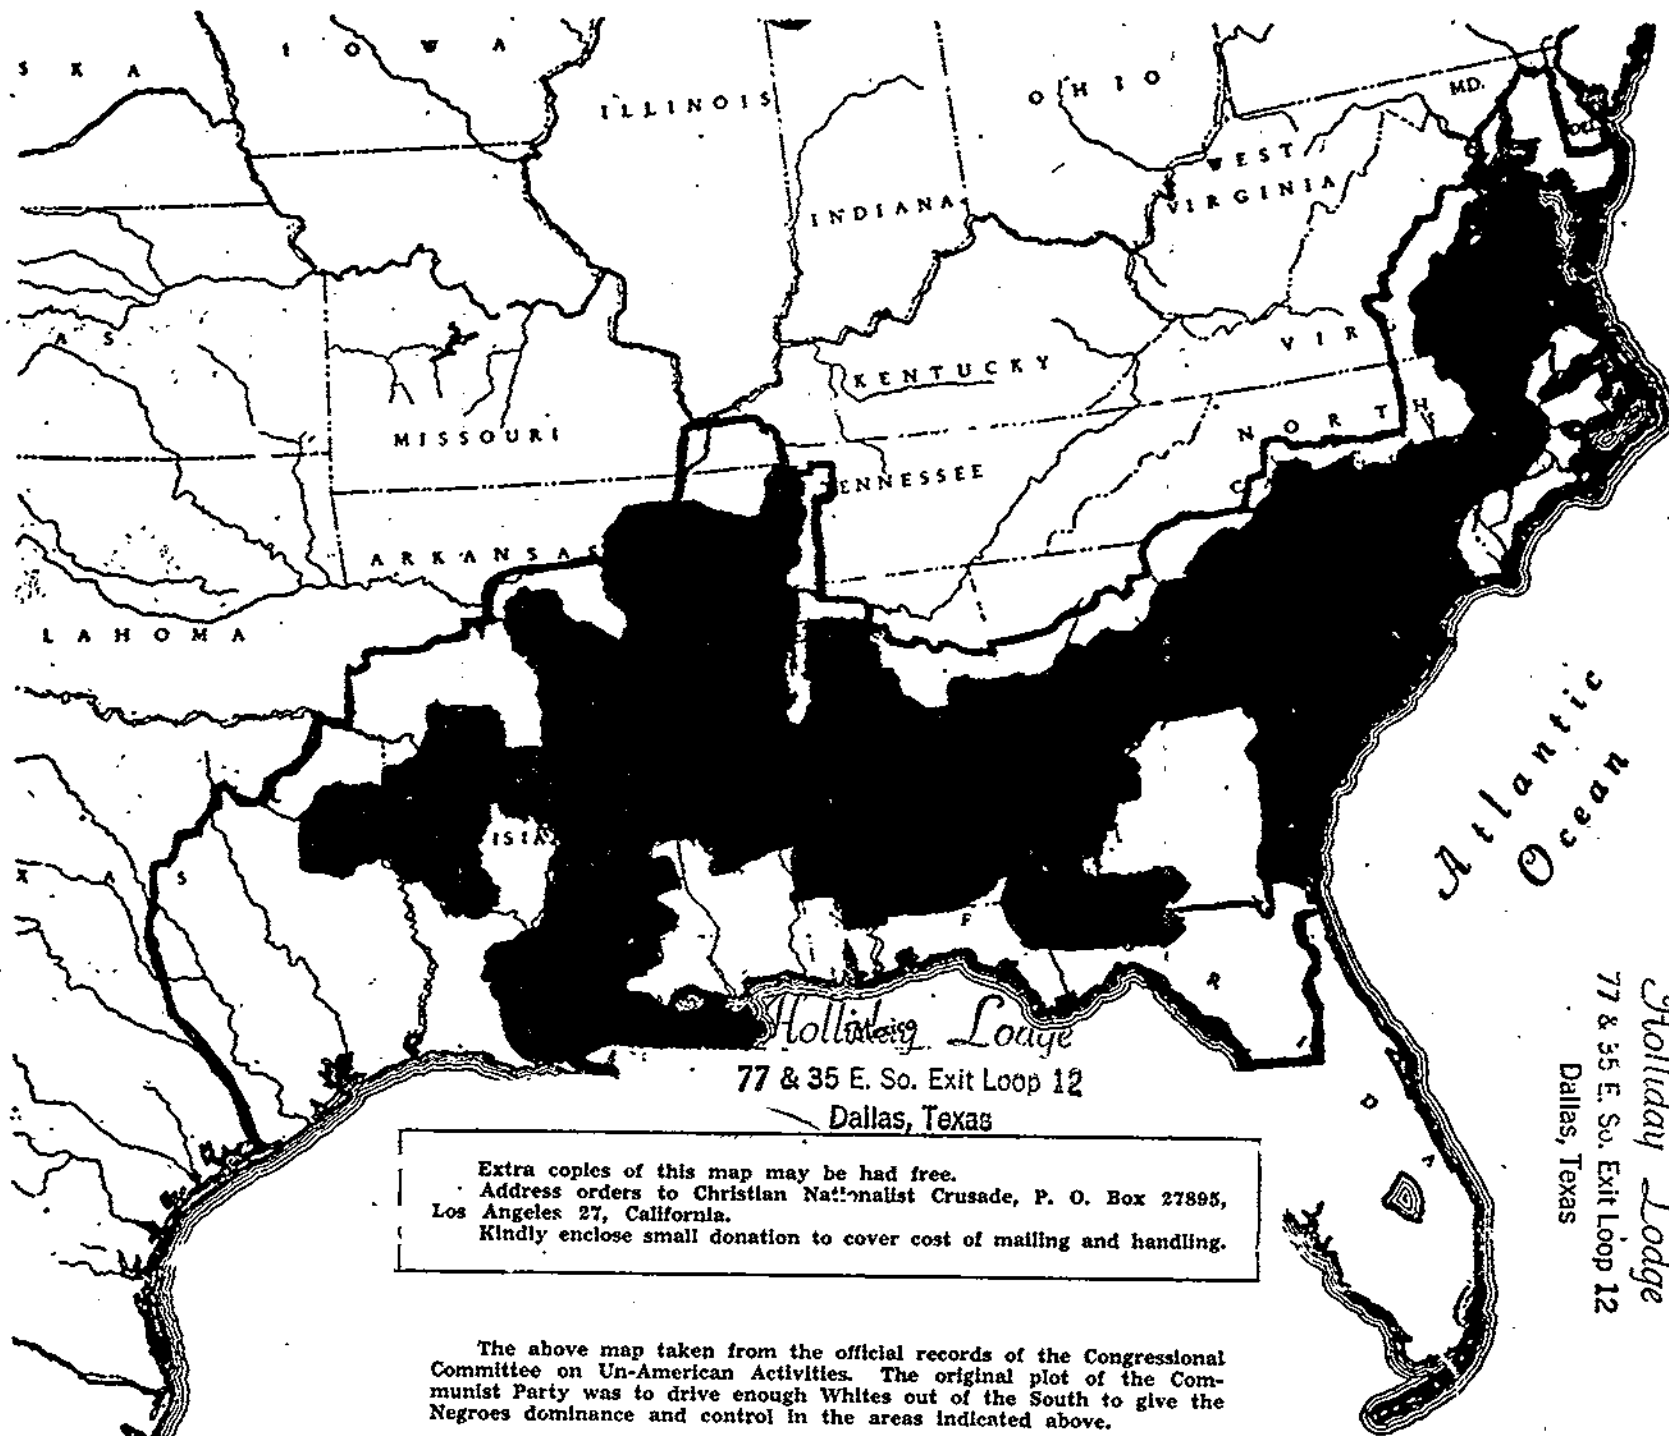 I O W A
S K A
ILLINOIS
OHIO
MD.
DEL.
WEST
VIRGINIA
INDIANA
A S
VIR
KENTUCKY
MISSOURI
NORTH
C
ENNESSEE
ARKANSAS
LAHOMA
Atlantic
Ocean
ISIA
X A S
F
R
D
A
Lodge
77 & 35 E. So. Exit Loop 12
Dallas, Texas
Holliday Lodge
77 & 35 E. So. Exit Loop 12
Dallas, Texas
Extra copies of this map may be had free.
Address orders to Christian Nationalist Crusade, P. O. Box 27895,
Los Angeles 27, California.
Kindly enclose small donation to cover cost of mailing and handling.
The above map taken from the official records of the Congressional
Committee on Un-American Activities. The original plot of the Com-
munist Party was to drive enough Whites out of the South to give the
Negroes dominance and control in the areas indicated above.